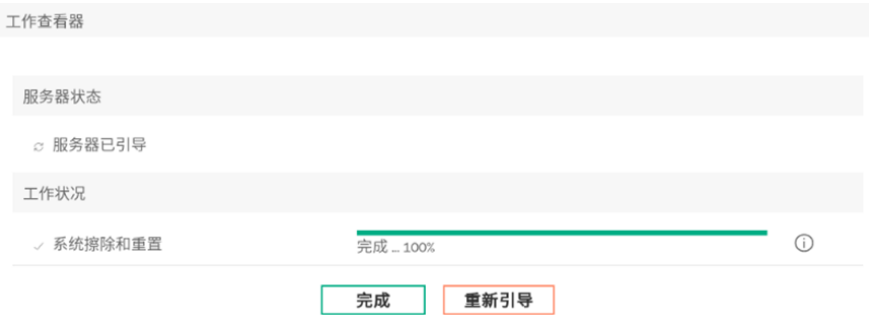 工作查看器
服务器状态
服务器已引导
工作状况
系统擦除和重置
完成 ... 100%
完成
重新引导